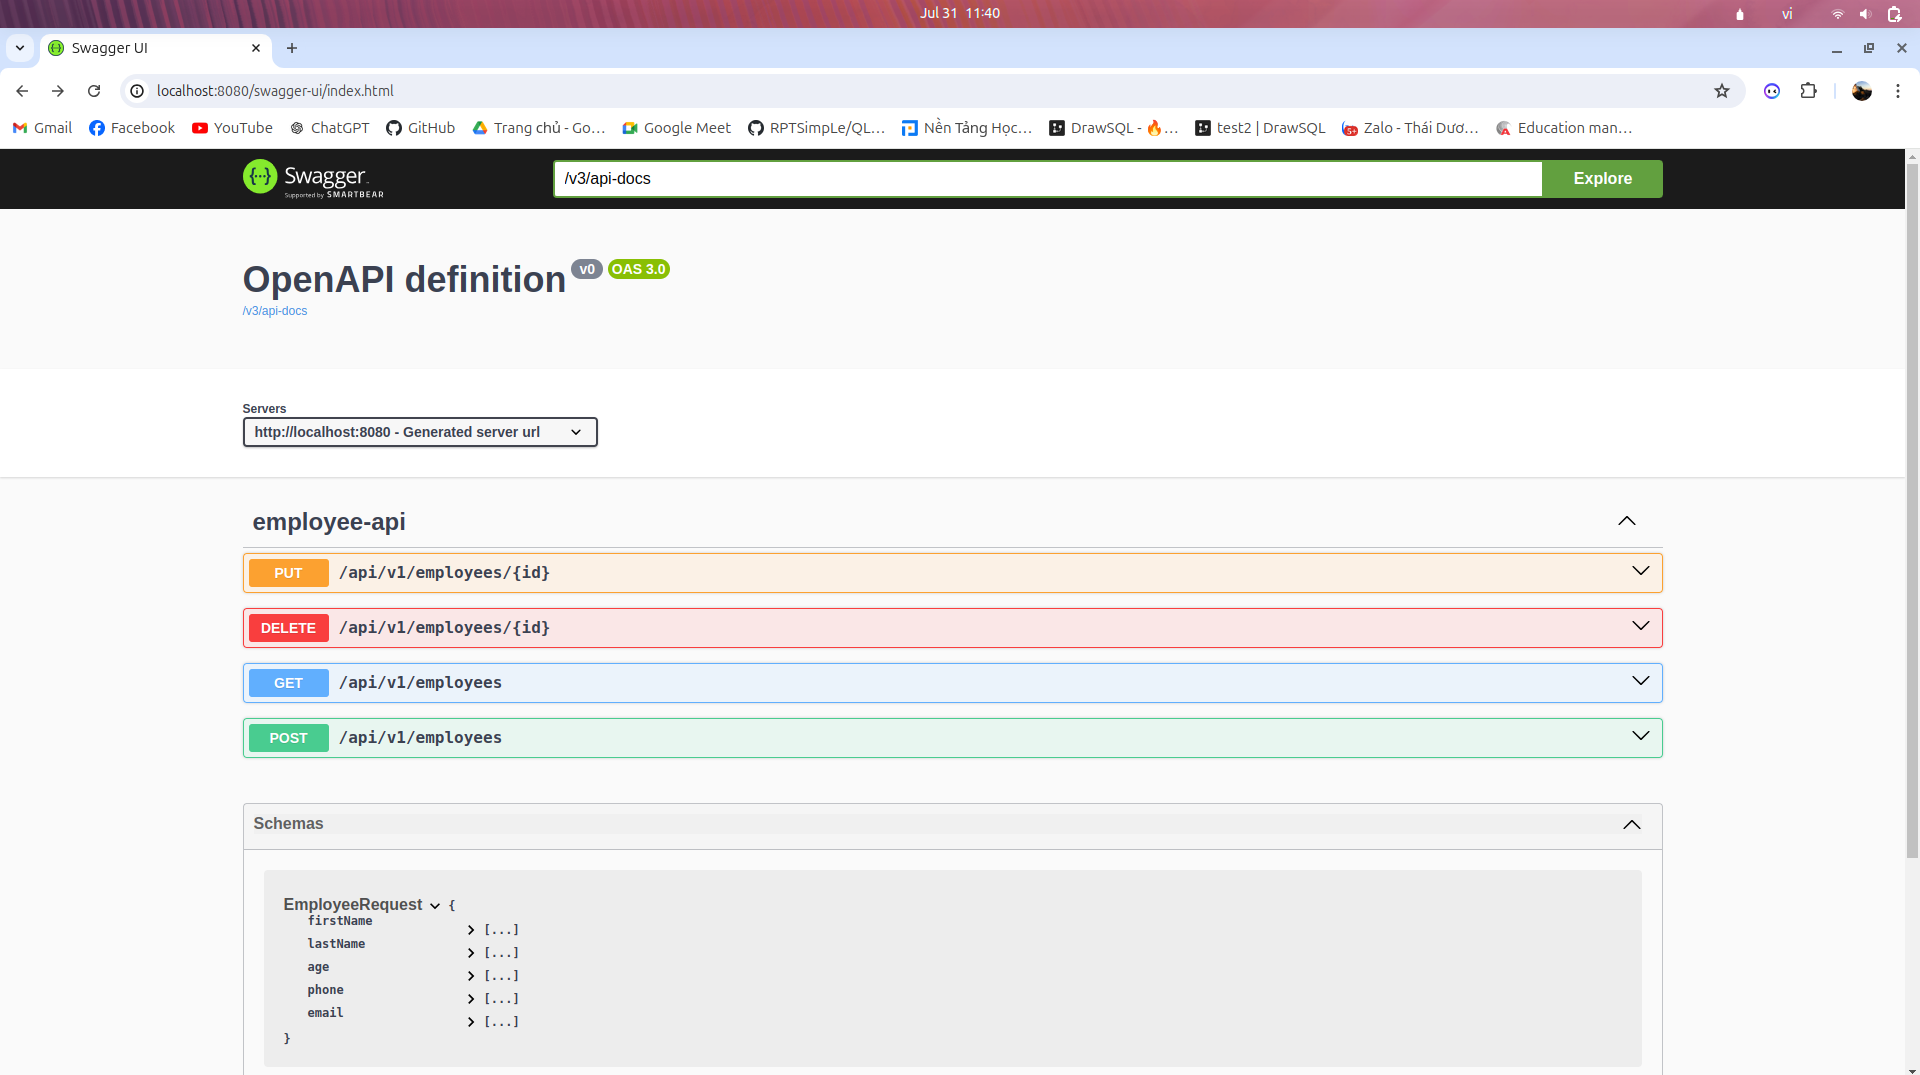 Jul 31 11:40
vi
Swagger UI
localhost:8080/swagger-ui/index.html
Gmail Facebook YouTube ChatGPT GitHub Trang chủ - Go... Google Meet RPTSimpLe/QL... Nền Tảng Học... DrawSQL - 🔥... test2 | DrawSQL Zalo - Thái Dươ... Education man...
Swagger
Supported by SMARTBEAR
/v3/api-docs
Explore
OpenAPI definition v0 OAS 3.0
/v3/api-docs
Servers
http://localhost:8080 - Generated server url
employee-api
PUT /api/v1/employees/{id}
DELETE /api/v1/employees/{id}
GET /api/v1/employees
POST /api/v1/employees
Schemas
EmployeeRequest {
firstName [...]
lastName [...]
age [...]
phone [...]
email [...]
}